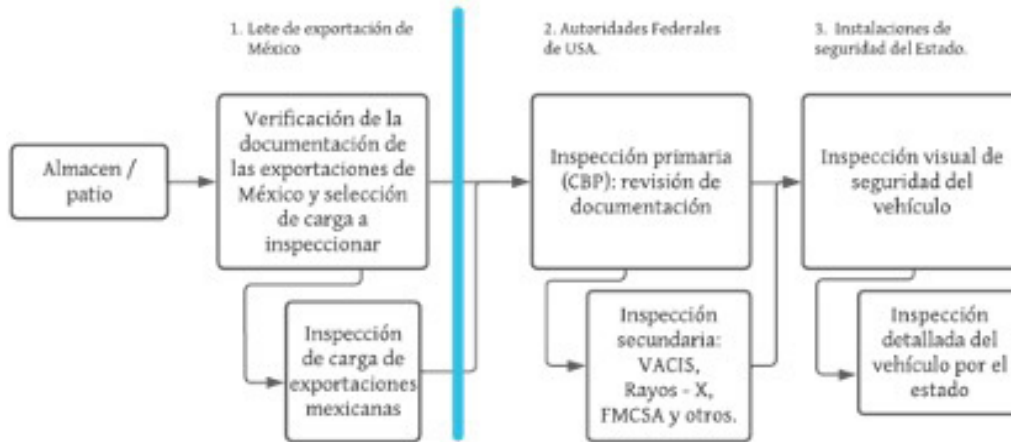 1. Lote de exportación de
México
2. Autoridades Federales
de USA.
3. Instalaciones de
seguridad del Estado.
Almacen /
patio
Verificación de la
documentación de
las exportaciones de
México y selección
de carga a
inspeccionar
Inspección primaria
(CBP): revisión de
documentación
Inspección visual de
seguridad del
vehículo
Inspección
de carga de
exportaciones
mexicanas
Inspección
secundaria:
VACIS,
Rayos - X,
FMCSA y otros.
Inspección
detallada del
vehículo por el
estado